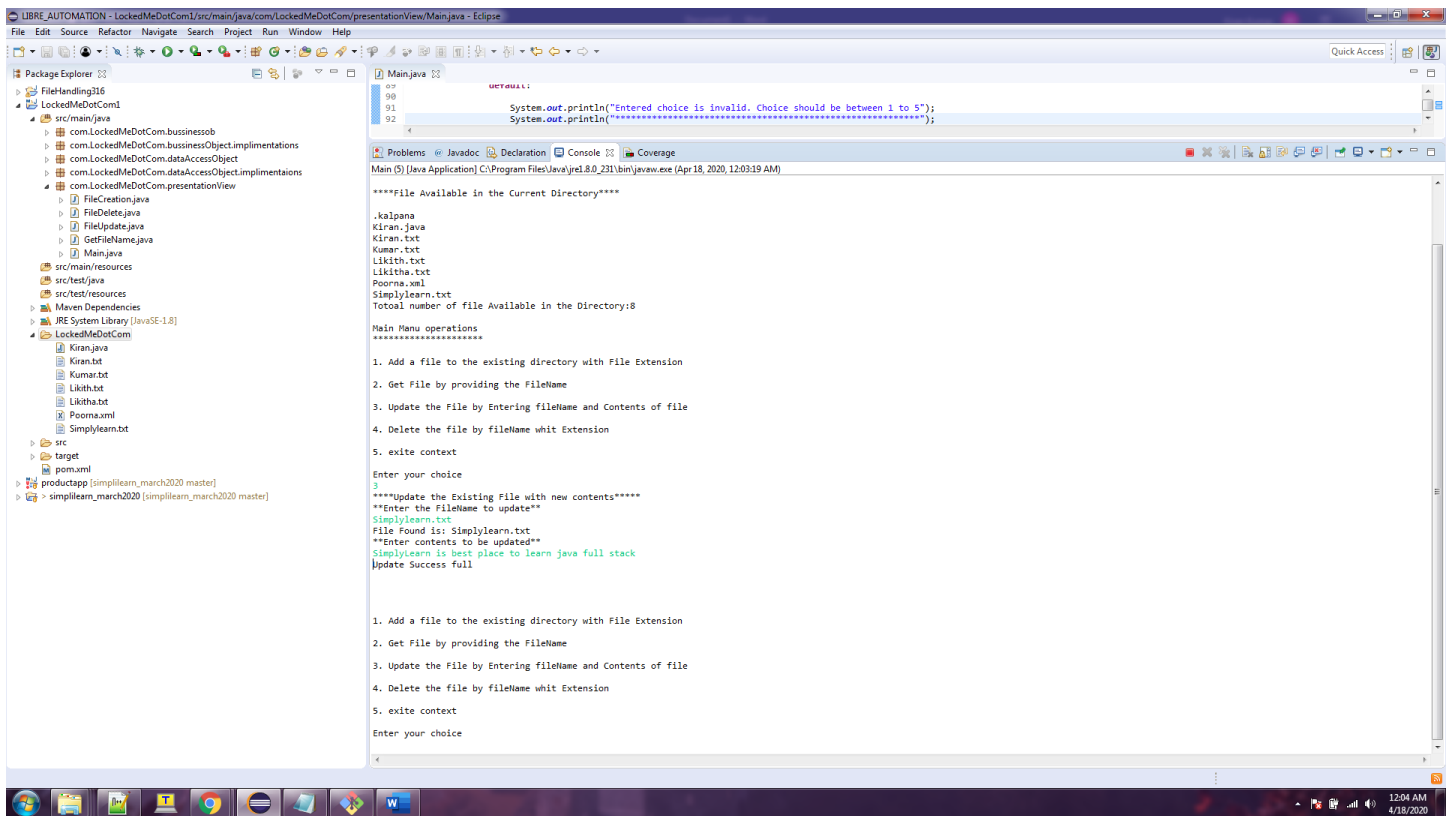 LIBRE_AUTOMATION - LockedMeDotCom1/src/main/java/com/LockedMeDotCom/presentationView/Main.java - Eclipse
File Edit Source Refactor Navigate Search Project Run Window Help
Quick Access
Package Explorer
FileHandling316
LockedMeDotCom1
src/main/java
com.LockedMeDotCom.bussinessob
com.LockedMeDotCom.bussinessObject.implimentations
com.LockedMeDotCom.dataAccessObject
com.LockedMeDotCom.dataAccessObject.implimentaions
com.LockedMeDotCom.presentationView
FileCreation.java
FileDelete.java
FileUpdate.java
GetFileName.java
Main.java
src/main/resources
src/test/java
src/test/resources
Maven Dependencies
JRE System Library [JavaSE-1.8]
LockedMeDotCom
Kiran.java
Kiran.txt
Kumar.txt
Likith.txt
Likitha.txt
Poorna.xml
Simplylearn.txt
src
target
pom.xml
productapp [simplilearn_march2020 master]
> simplilearn_march2020 [simplilearn_march2020 master]
Main.java
89 default:
90
91 System.out.println("Entered choice is invalid. Choice should be between 1 to 5");
92 System.out.println("**********************************************************");
Problems Javadoc Declaration Console Coverage
Main (5) [Java Application] C:\Program Files\Java\jre1.8.0_231\bin\javaw.exe (Apr 18, 2020, 12:03:19 AM)
****File Available in the Current Directory****
.kalpana
Kiran.java
Kiran.txt
Kumar.txt
Likith.txt
Likitha.txt
Poorna.xml
Simplylearn.txt
Totoal number of file Available in the Directory:8
Main Manu operations
*********************
1. Add a file to the existing directory with File Extension
2. Get File by providing the FileName
3. Update the File by Entering fileName and Contents of file
4. Delete the file by fileName whit Extension
5. exite context
Enter your choice
3
****Update the Existing File with new contents*****
**Enter the FileName to update**
Simplylearn.txt
File Found is: Simplylearn.txt
**Enter contents to be updated**
SimplyLearn is best place to learn java full stack
Update Success full
1. Add a file to the existing directory with File Extension
2. Get File by providing the FileName
3. Update the File by Entering fileName and Contents of file
4. Delete the file by fileName whit Extension
5. exite context
Enter your choice
12:04 AM
4/18/2020